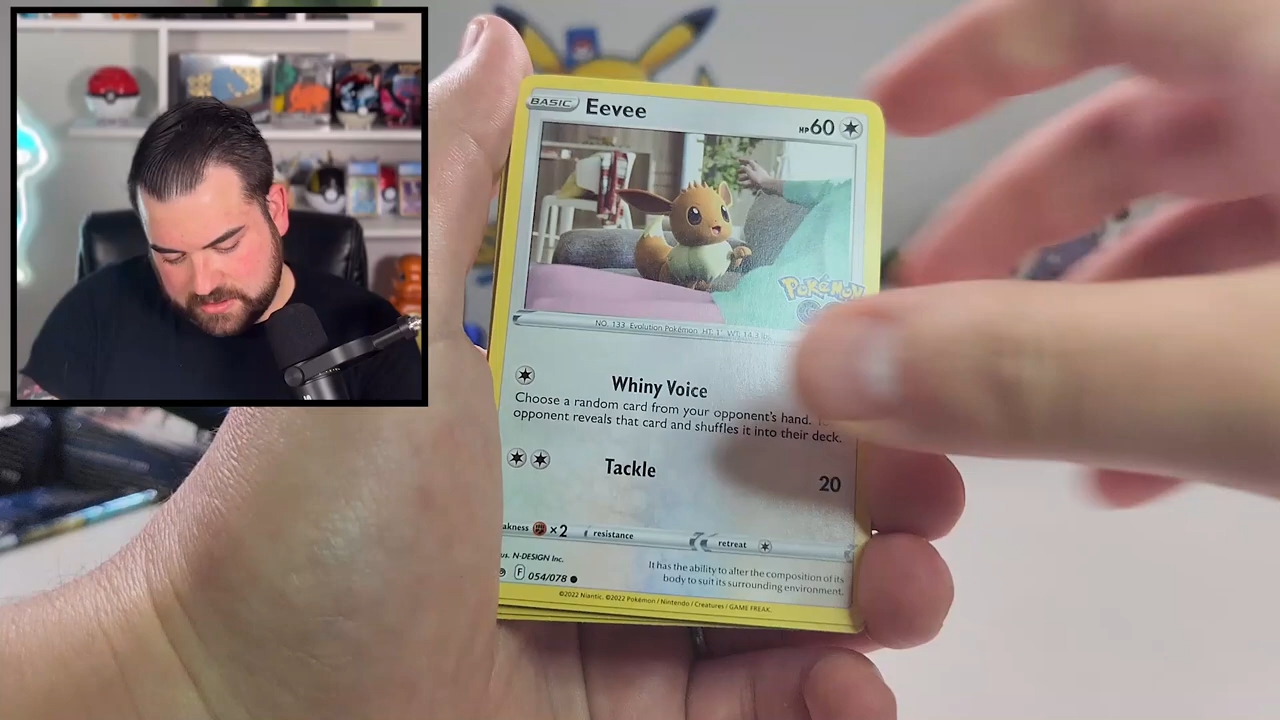 BASIC Eevee HP60
POKÉMON
NO. 133 Evolution Pokémon HT: 1' WT: 14.3 lbs
Whiny Voice
Choose a random card from your opponent's hand.
opponent reveals that card and shuffles it into their deck.
Tackle 20
akness ×2 resistance retreat
us. N-DESIGN Inc.
F 054/078
It has the ability to alter the composition of its
body to suit its surrounding environment.
©2022 Niantic. ©2022 Pokémon / Nintendo / Creatures / GAME FREAK.